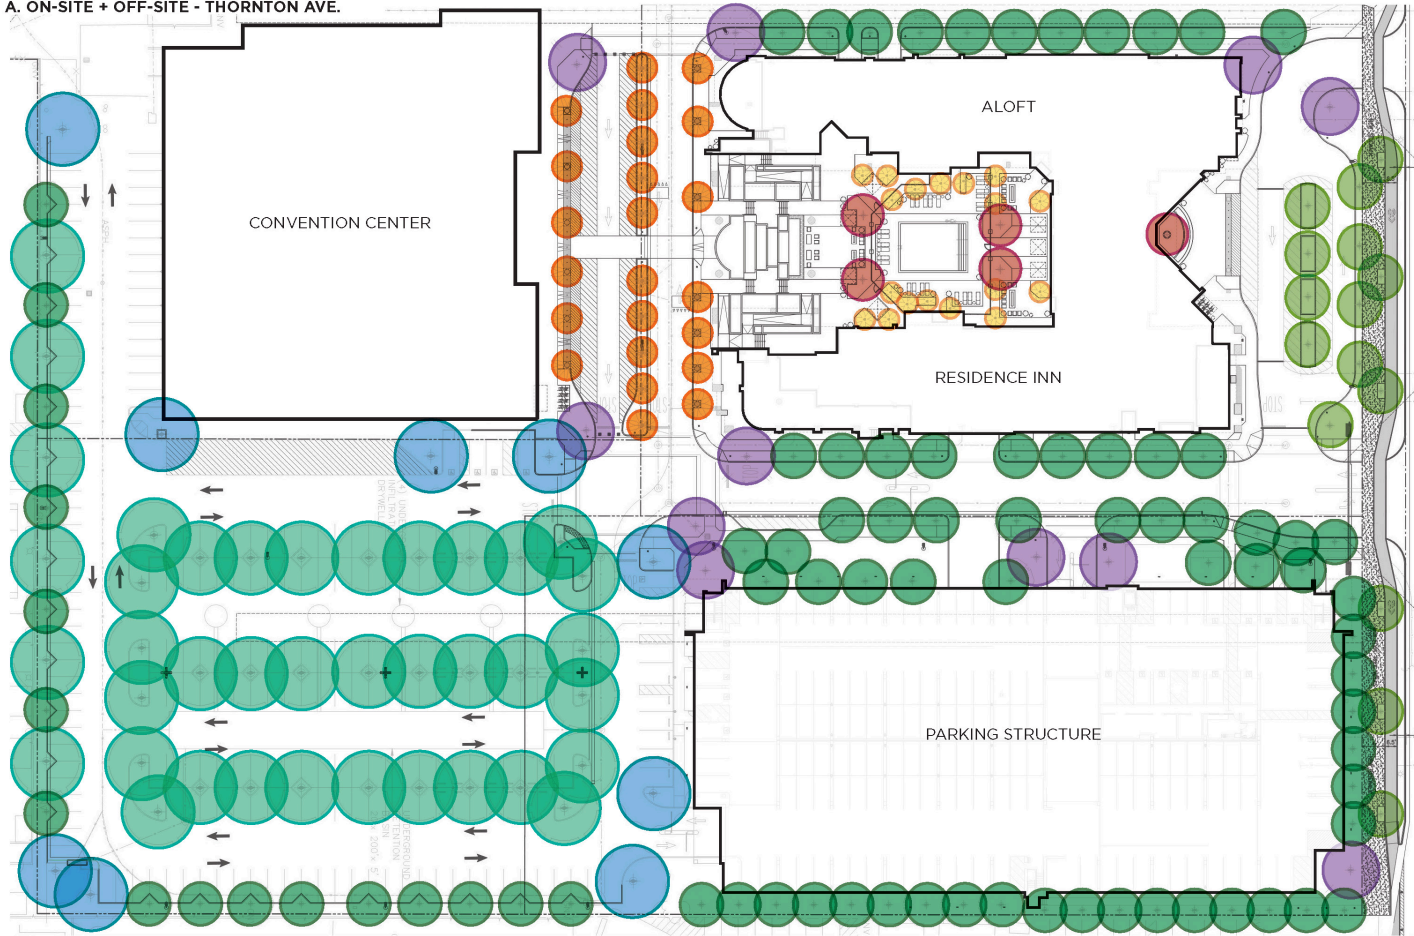 A. ON-SITE + OFF-SITE - THORNTON AVE.
ALOFT
CONVENTION CENTER
RESIDENCE INN
PARKING STRUCTURE